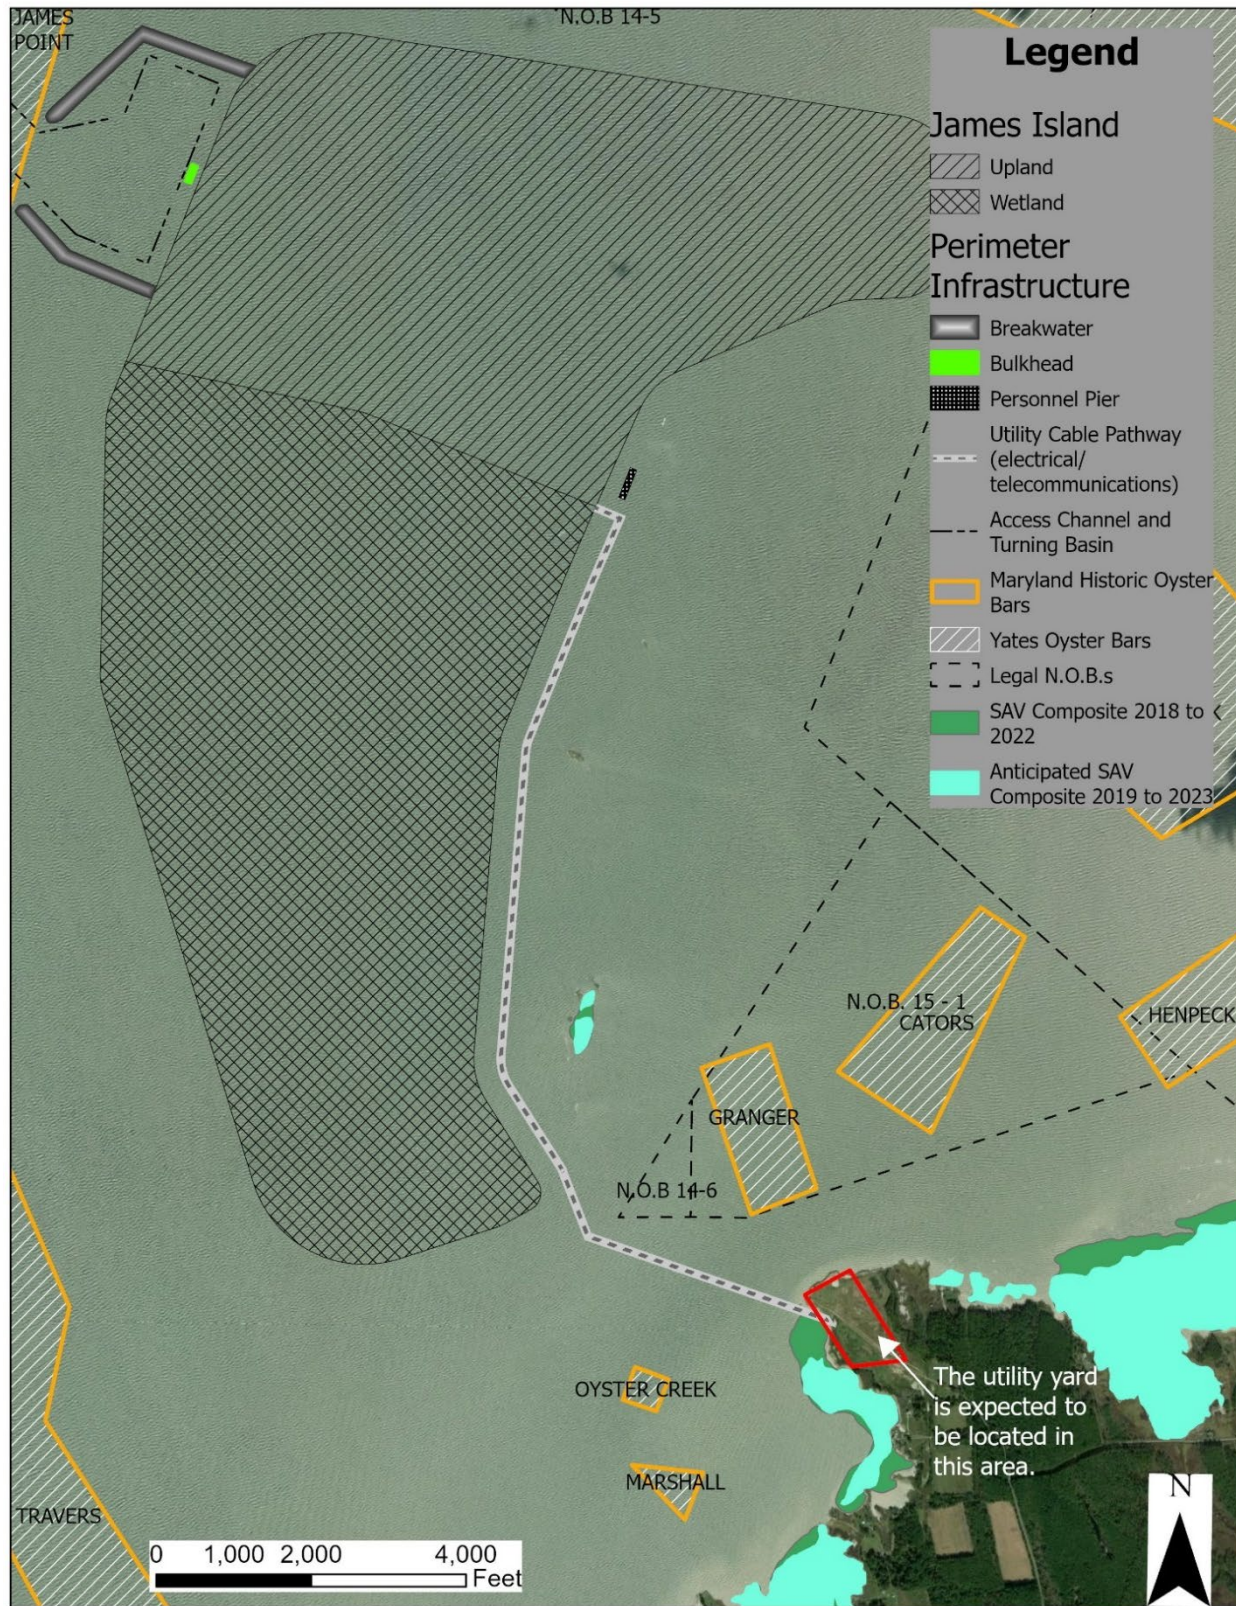 JAMES
POINT
N.O.B 14-5
Legend
James Island
Upland
Wetland
Perimeter
Infrastructure
Breakwater
Bulkhead
Personnel Pier
Utility Cable Pathway
(electrical/
telecommunications)
Access Channel and
Turning Basin
Maryland Historic Oyster
Bars
Yates Oyster Bars
Legal N.O.B.s
SAV Composite 2018 to
2022
Anticipated SAV
Composite 2019 to 2023
N.O.B. 15 - 1
CATORS
HENPECK
GRANGER
N.O.B 14-6
OYSTER CREEK
The utility yard
is expected to
be located in
this area.
MARSHALL
TRAVERS
N
0 1,000 2,000 4,000
Feet